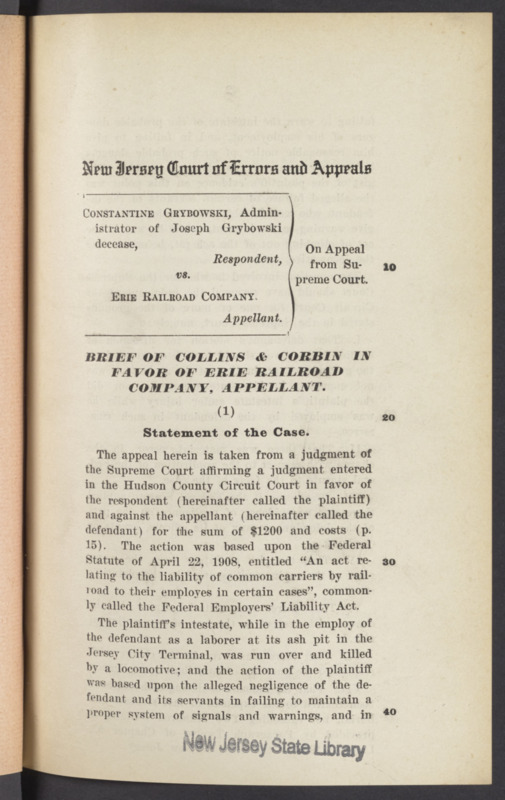 New Jersey Court of Errors and Appeals
CONSTANTINE GRYBOWSKI, Admin-
istrator of Joseph Grybowski
decease,
Respondent,
vs.
ERIE RAILROAD COMPANY.
Appellant.
On Appeal
from Su-
preme Court.
10
BRIEF OF COLLINS & CORBIN IN
FAVOR OF ERIE RAILROAD
COMPANY, APPELLANT.
(1)
20
Statement of the Case.
The appeal herein is taken from a judgment of
the Supreme Court affirming a judgment entered
in the Hudson County Circuit Court in favor of
the respondent (hereinafter called the plaintiff)
and against the appellant (hereinafter called the
defendant) for the sum of $1200 and costs (p.
15). The action was based upon the Federal
Statute of April 22, 1908, entitled "An act re- 30
lating to the liability of common carriers by rail-
road to their employes in certain cases", common-
ly called the Federal Employers' Liability Act.
The plaintiff's intestate, while in the employ of
the defendant as a laborer at its ash pit in the
Jersey City Terminal, was run over and killed
by a locomotive; and the action of the plaintiff
was based upon the alleged negligence of the de-
fendant and its servants in failing to maintain a
proper system of signals and warnings, and in 40
New Jersey State Library